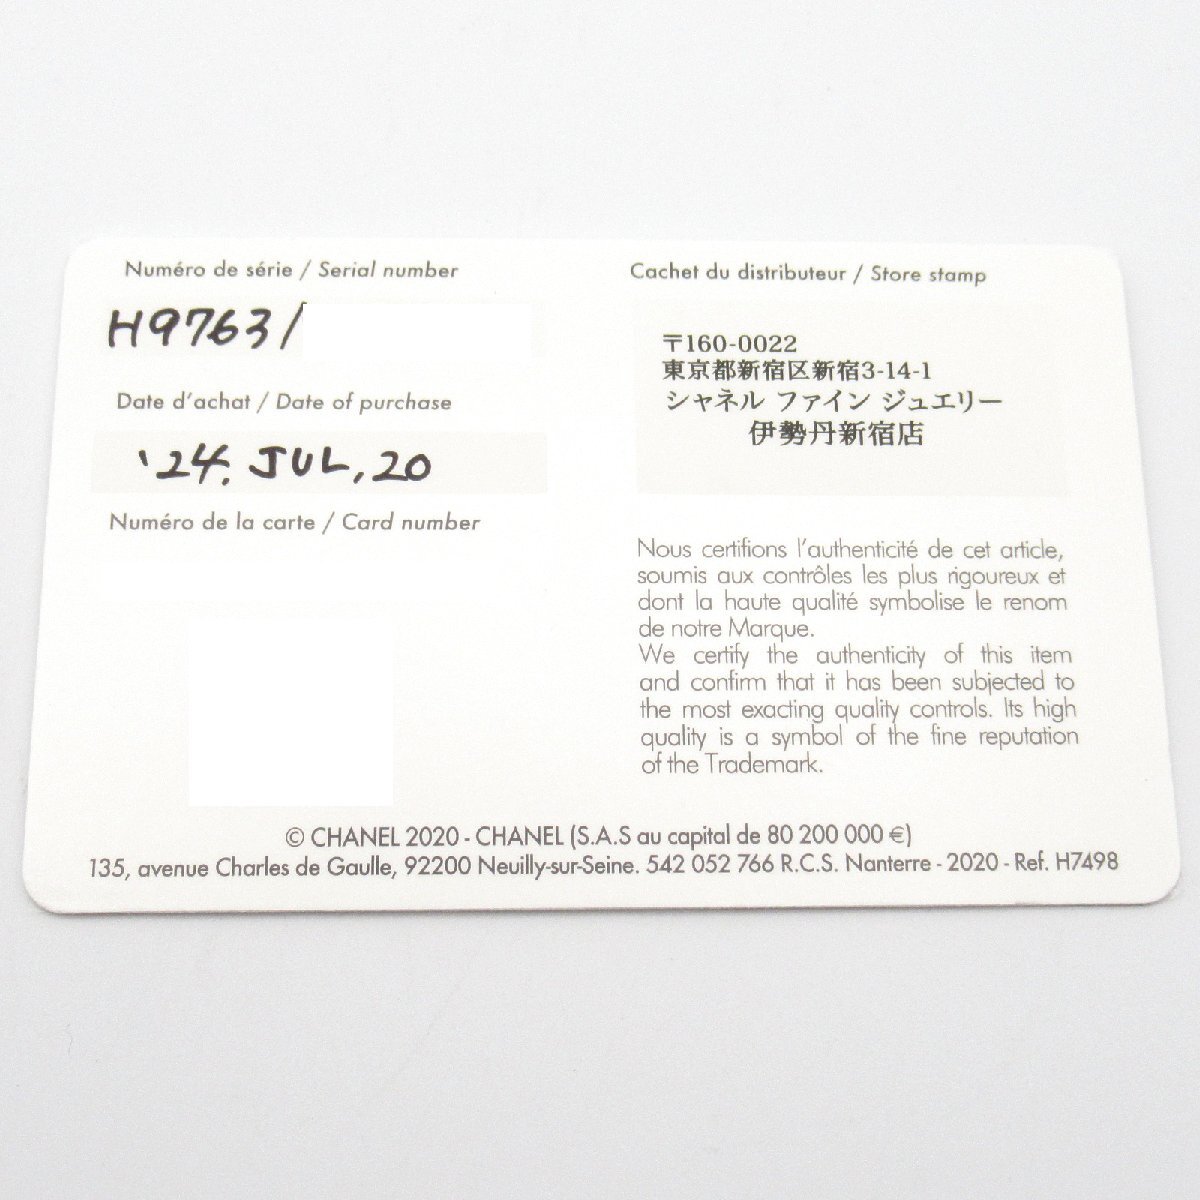 Numéro de série / Serial number
H9763/
Date d'achat / Date of purchase
'24. JUL, 20
Numéro de la carte / Card number
Cachet du distributeur / Store stamp
〒160-0022
東京都新宿区新宿3-14-1
シャネル ファイン ジュエリー
伊勢丹新宿店
Nous certifions l'authenticité de cet article,
soumis aux contrôles les plus rigoureux et
dont la haute qualité symbolise le renom
de notre Marque.
We certify the authenticity of this item
and confirm that it has been subjected to
the most exacting quality controls. Its high
quality is a symbol of the fine reputation
of the Trademark.
© CHANEL 2020 - CHANEL (S.A.S au capital de 80 200 000 €)
135, avenue Charles de Gaulle, 92200 Neuilly-sur-Seine. 542 052 766 R.C.S. Nanterre - 2020 - Ref. H7498